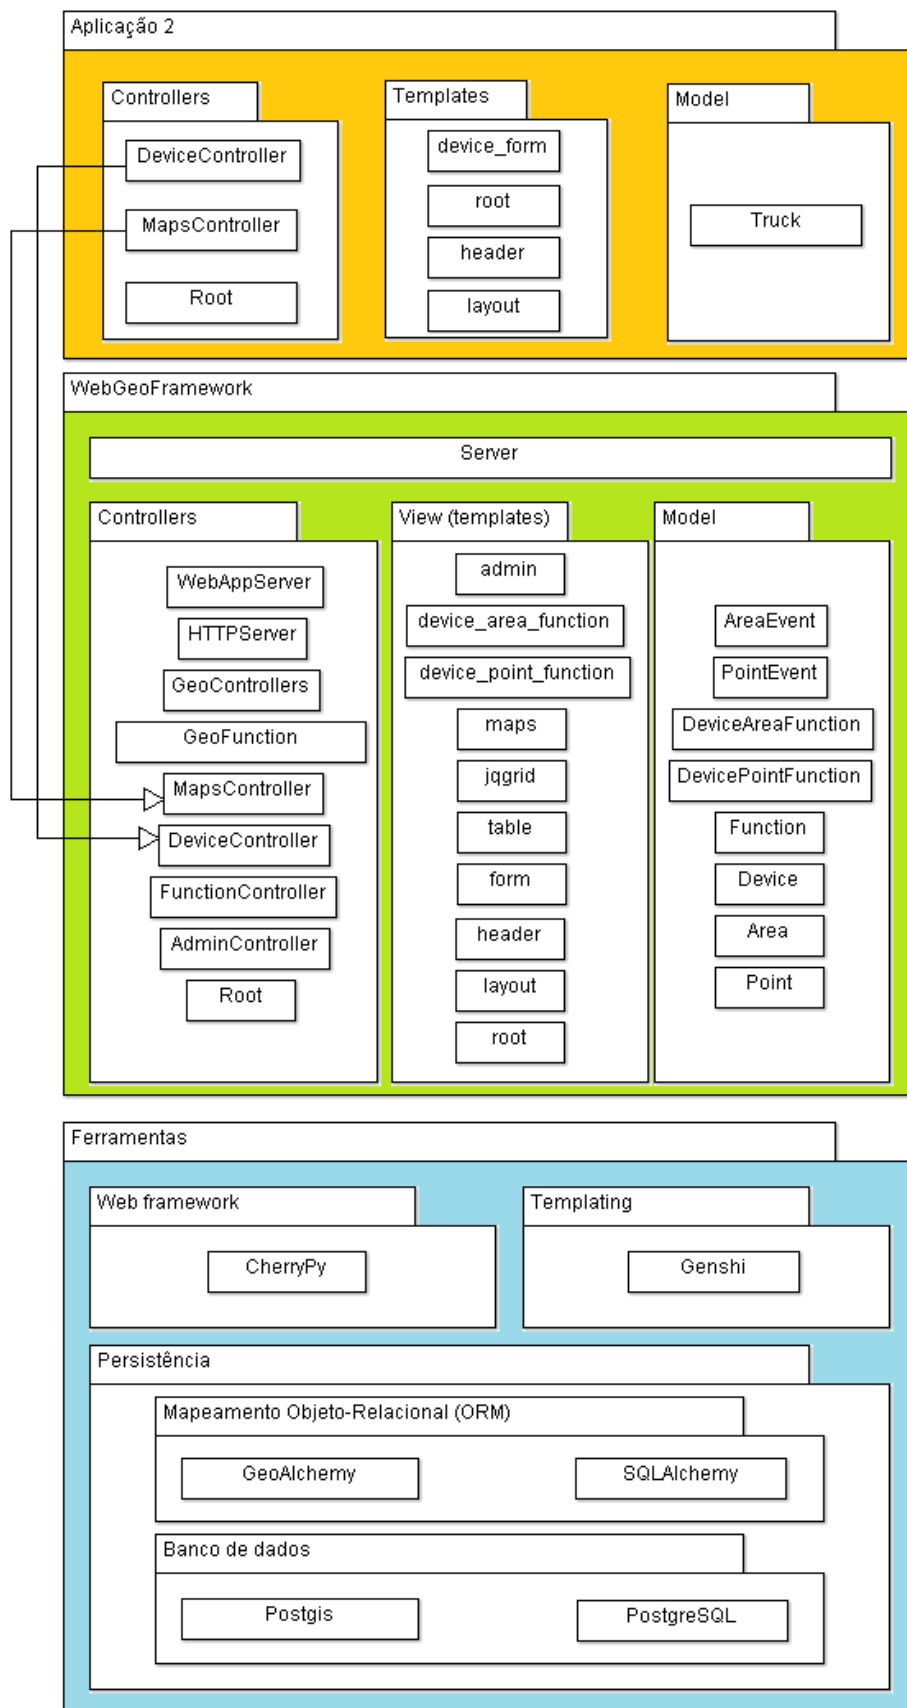 Aplicação 2
Controllers
DeviceController
MapsController
Root
Templates
device_form
root
header
layout
Model
Truck
WebGeoFramework
Server
Controllers
WebAppServer
HTTPServer
GeoControllers
GeoFunction
MapsController
DeviceController
FunctionController
AdminController
Root
View (templates)
admin
device_area_function
device_point_function
maps
jqgrid
table
form
header
layout
root
Model
AreaEvent
PointEvent
DeviceAreaFunction
DevicePointFunction
Function
Device
Area
Point
Ferramentas
Web framework
CherryPy
Templating
Genshi
Persistência
Mapeamento Objeto-Relacional (ORM)
GeoAlchemy
SQLAlchemy
Banco de dados
Postgis
PostgreSQL